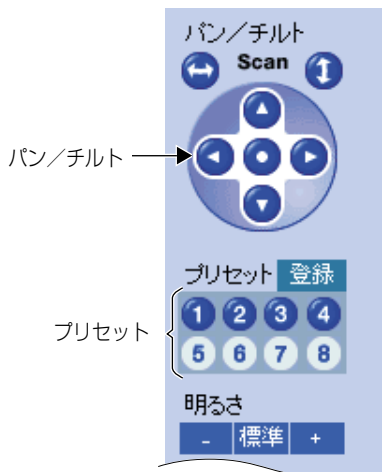 パン／チルト
Scan
パン／チルト
プリセット 登録
1 2 3 4
プリセット
5 6 7 8
明るさ
- 標準 +